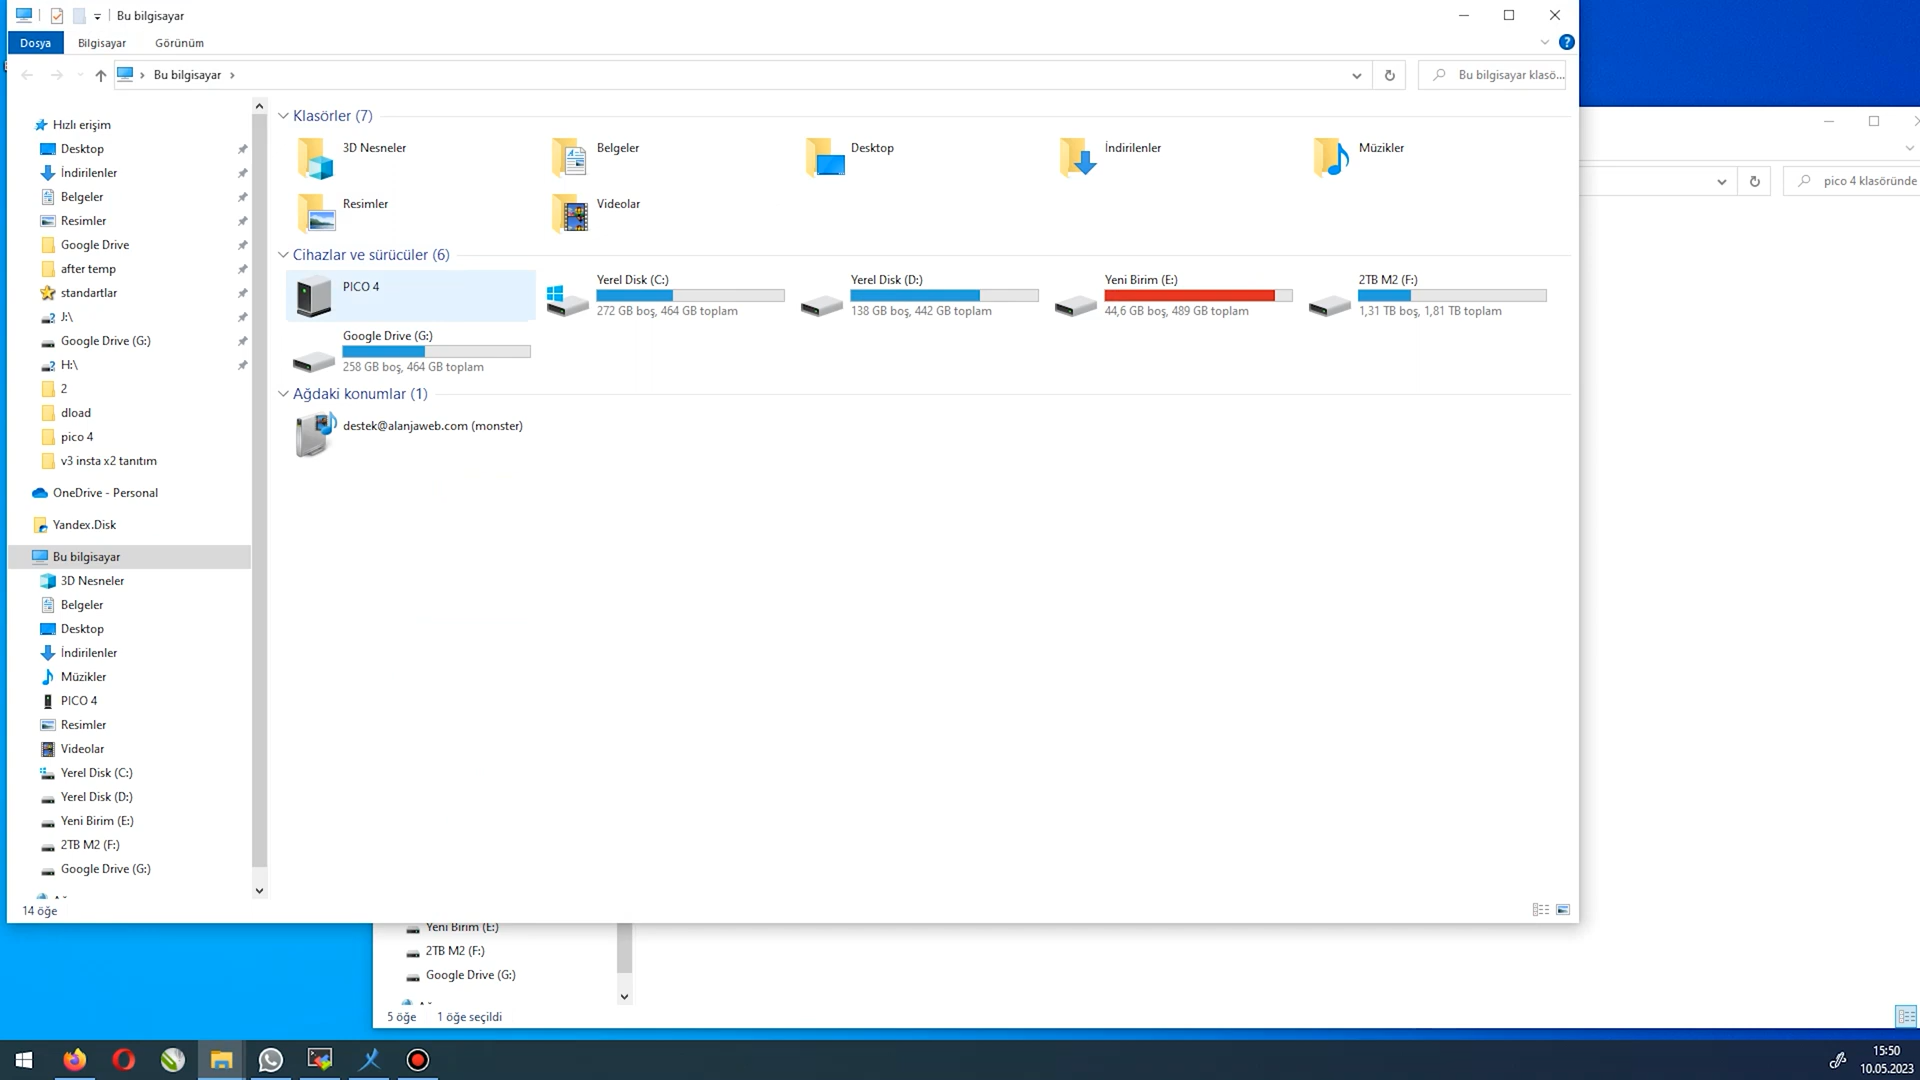 Bu bilgisayar
Dosya
Bilgisayar
Görünüm
Bu bilgisayar
Bu bilgisayar klasö...
Hızlı erişim
Desktop
İndirilenler
Belgeler
Resimler
Google Drive
after temp
standartlar
J:\
Google Drive (G:)
H:\
2
dload
pico 4
v3 insta x2 tanıtım
OneDrive - Personal
Yandex.Disk
Bu bilgisayar
3D Nesneler
Belgeler
Desktop
İndirilenler
Müzikler
PICO 4
Resimler
Videolar
Yerel Disk (C:)
Yerel Disk (D:)
Yeni Birim (E:)
2TB M2 (F:)
Google Drive (G:)
14 öğe
Klasörler (7)
3D Nesneler
Belgeler
Desktop
İndirilenler
Müzikler
Resimler
Videolar
Cihazlar ve sürücüler (6)
PICO 4
Yerel Disk (C:)
272 GB boş, 464 GB toplam
Yerel Disk (D:)
138 GB boş, 442 GB toplam
Yeni Birim (E:)
44,6 GB boş, 489 GB toplam
2TB M2 (F:)
1,31 TB boş, 1,81 TB toplam
Google Drive (G:)
258 GB boş, 464 GB toplam
Ağdaki konumlar (1)
destek@alanjaweb.com (monster)
pico 4 klasöründe
Yeni Birim (E:)
2TB M2 (F:)
Google Drive (G:)
5 öğe
1 öğe seçildi
15:50
10.05.2023